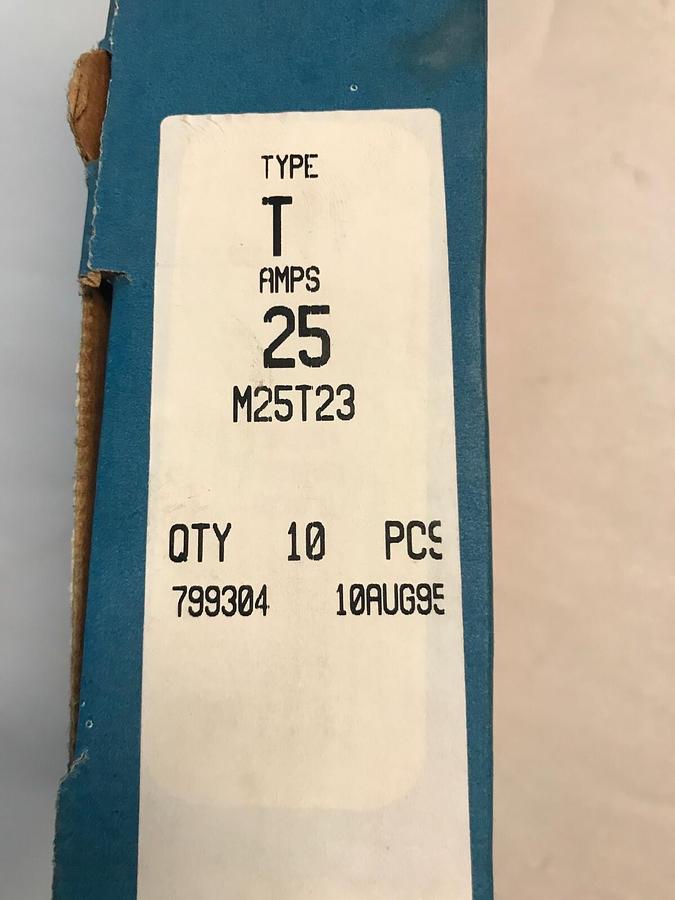 TYPE
T
AMPS
25
M25T23
QTY 10 PCS
799304 10AUG95